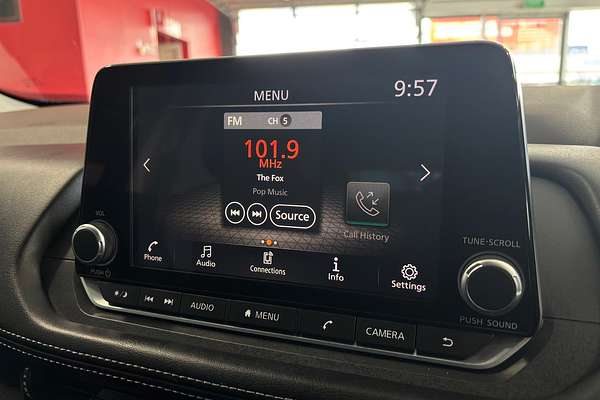 MENU
9:57
FM CH 5
101.9
MHz
The Fox
Pop Music
Source
Call History
VOL
PUSH
TUNE·SCROLL
PUSH SOUND
Phone
Audio
Connections
Info
Settings
AUDIO
MENU
CAMERA